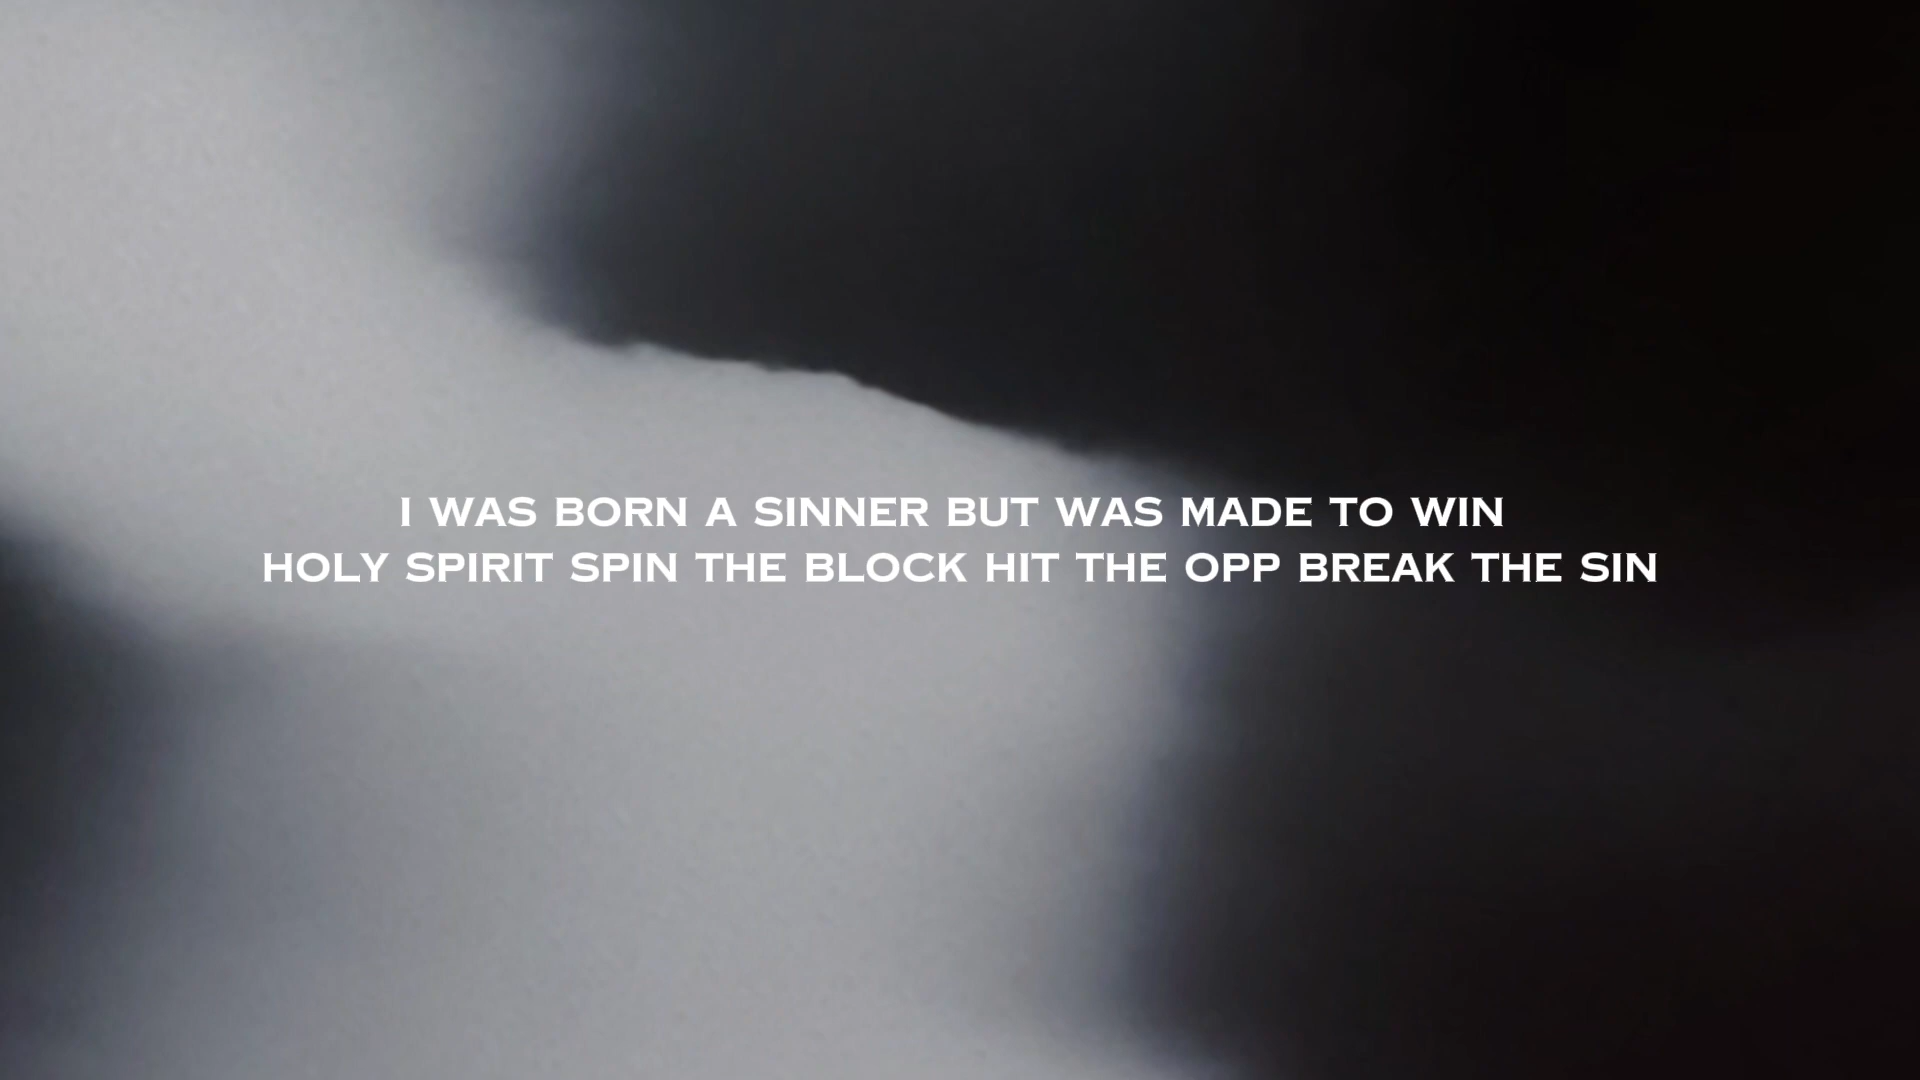 I WAS BORN A SINNER BUT WAS MADE TO WIN
HOLY SPIRIT SPIN THE BLOCK HIT THE OPP BREAK THE SIN